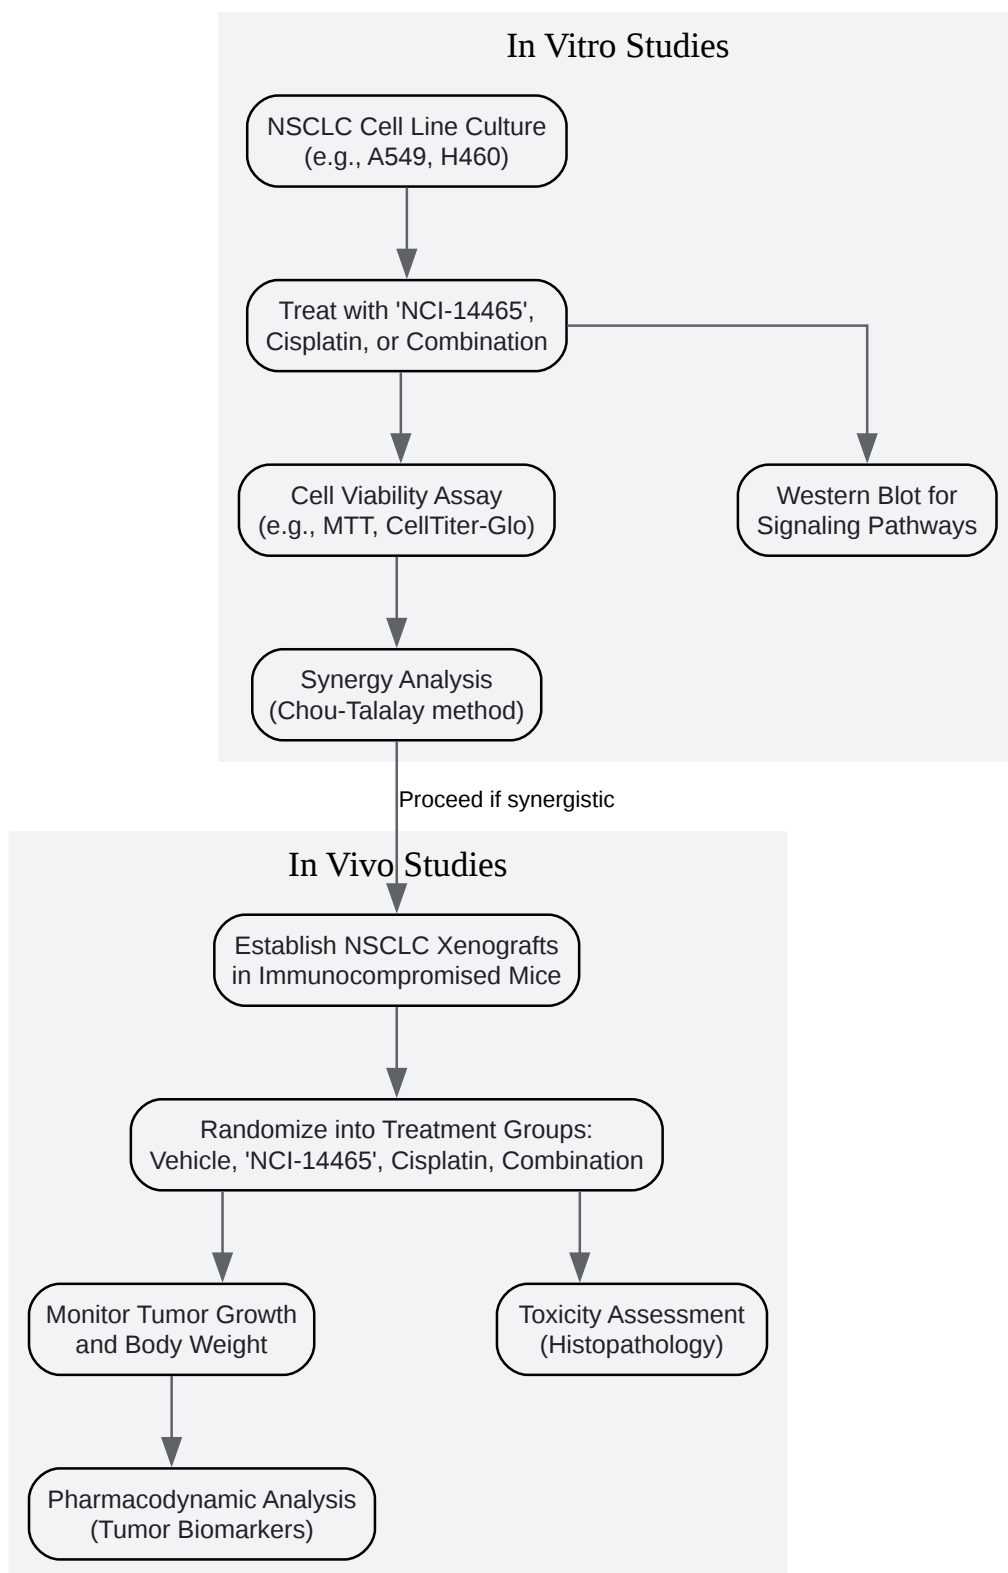 In Vitro Studies
NSCLC Cell Line Culture
(e.g., A549, H460)
Treat with 'NCI-14465',
Cisplatin, or Combination
Cell Viability Assay
(e.g., MTT, CellTiter-Glo)
Western Blot for
Signaling Pathways
Synergy Analysis
(Chou-Talalay method)
Proceed if synergistic
In Vivo Studies
Establish NSCLC Xenografts
in Immunocompromised Mice
Randomize into Treatment Groups:
Vehicle, 'NCI-14465', Cisplatin, Combination
Monitor Tumor Growth
and Body Weight
Toxicity Assessment
(Histopathology)
Pharmacodynamic Analysis
(Tumor Biomarkers)